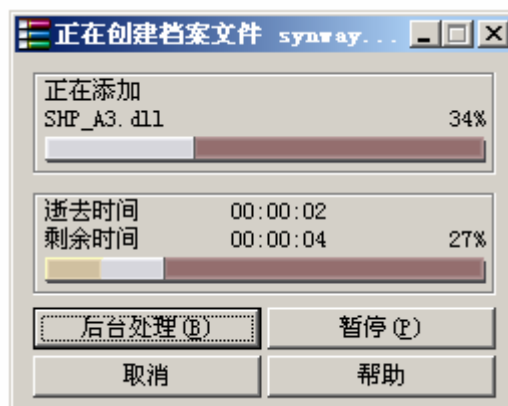 正在创建档案文件 synway...
正在添加
SHP_A3.dll 34%
逝去时间 00:00:02
剩余时间 00:00:04 27%
后台处理(B) 暂停(P)
取消 帮助